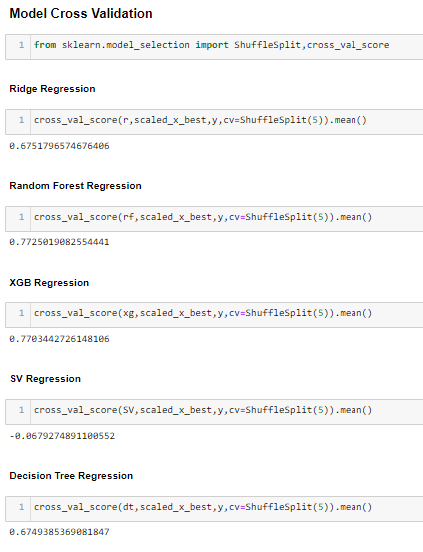 Model Cross Validation
1 from sklearn.model_selection import ShuffleSplit,cross_val_score
Ridge Regression
1 cross_val_score(r,scaled_x_best,y,cv=ShuffleSplit(5)).mean()
0.6751796574676406
Random Forest Regression
1 cross_val_score(rf,scaled_x_best,y,cv=ShuffleSplit(5)).mean()
0.7725019082554441
XGB Regression
1 cross_val_score(xg,scaled_x_best,y,cv=ShuffleSplit(5)).mean()
0.7703442726148106
SV Regression
1 cross_val_score(SV,scaled_x_best,y,cv=ShuffleSplit(5)).mean()
-0.0679274891100552
Decision Tree Regression
1 cross_val_score(dt,scaled_x_best,y,cv=ShuffleSplit(5)).mean()
0.6749385369081847